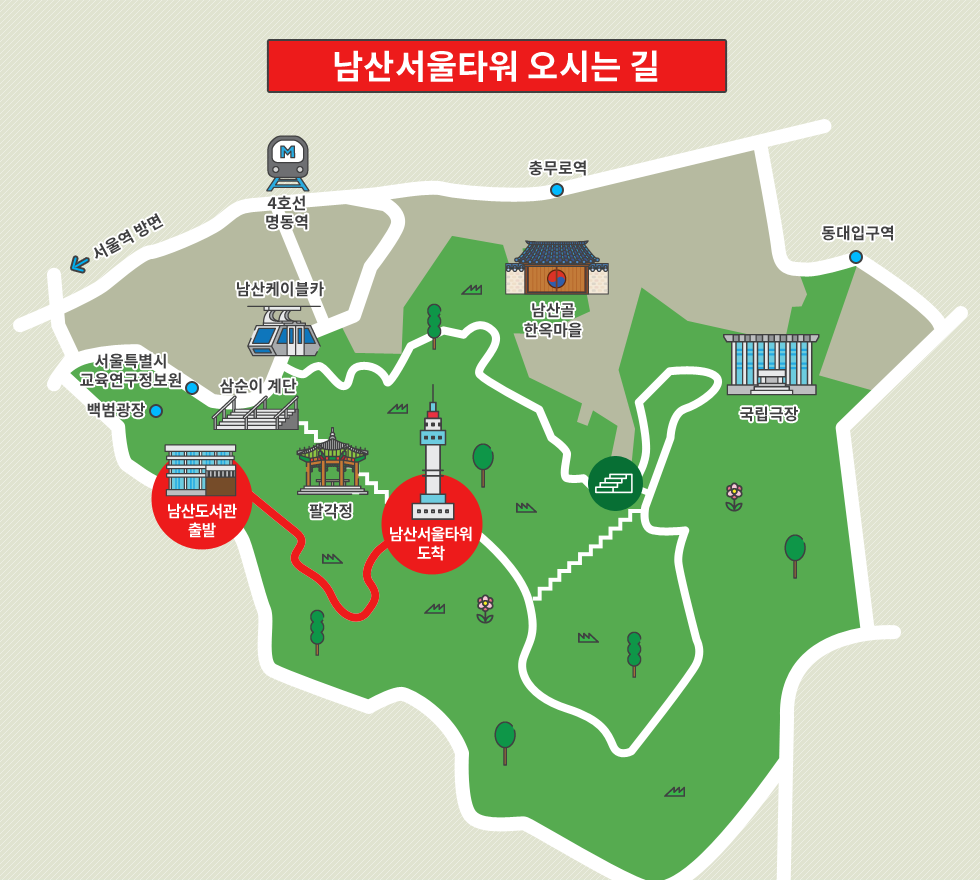 남산서울타워 오시는 길
M
4호선
명동역
충무로역
서울역 방면
동대입구역
남산케이블카
남산골
한옥마을
서울특별시
교육연구정보원
삼순이 계단
백범광장
국립극장
남산도서관
출발
팔각정
남산서울타워
도착